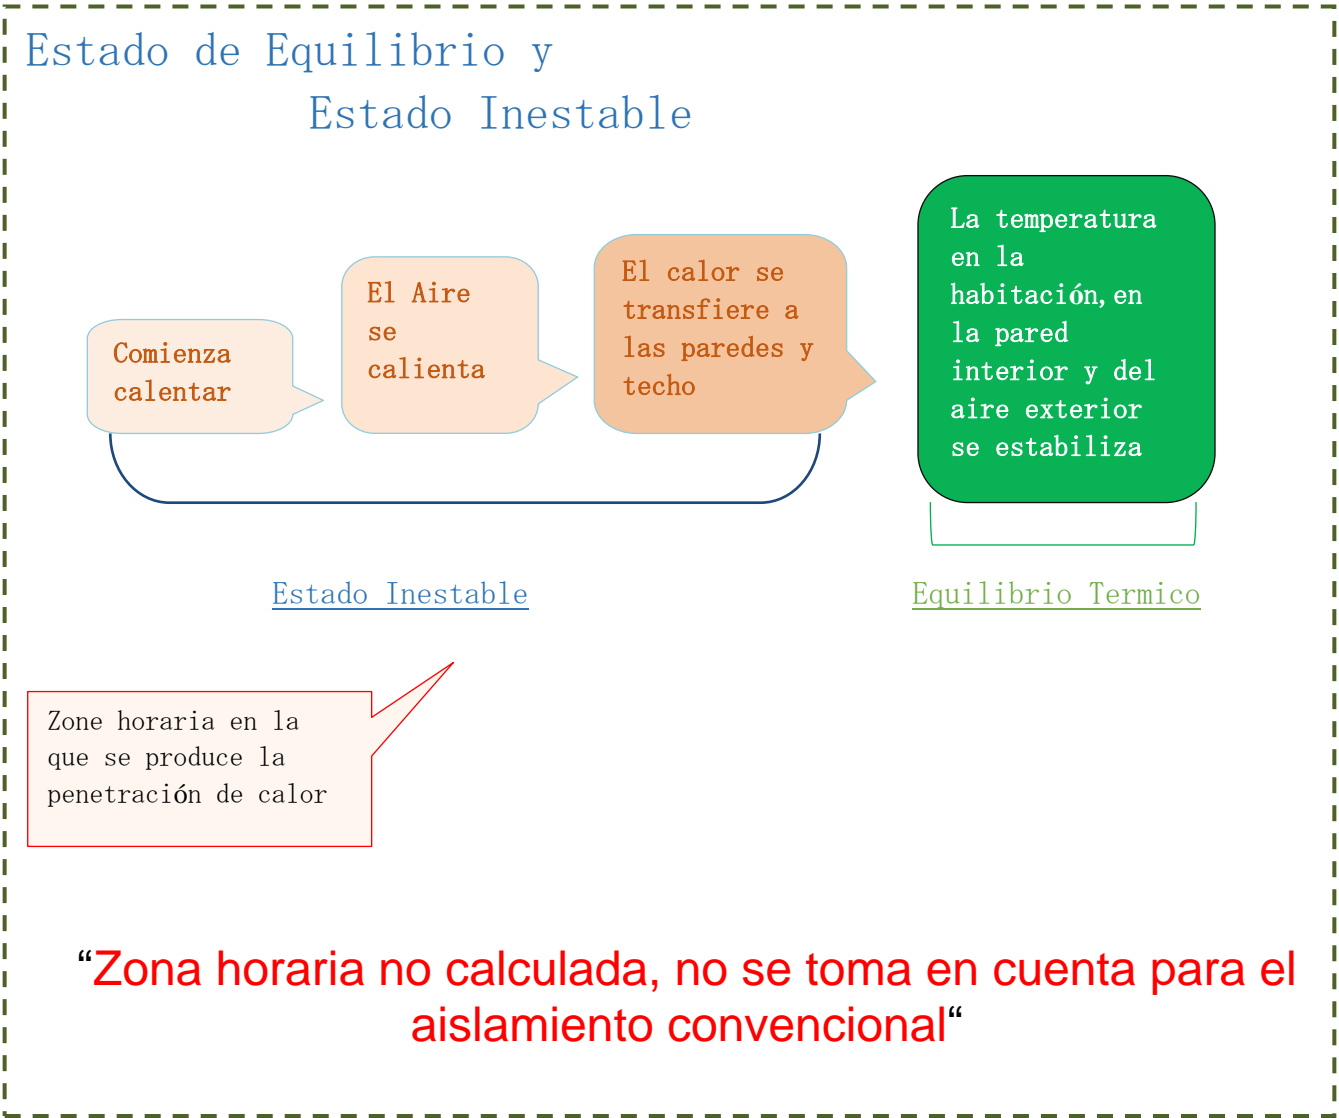 Estado de Equilibrio y
Estado Inestable
Comienza
calentar
El Aire
se
calienta
El calor se
transfiere a
las paredes y
techo
La temperatura
en la
habitación, en
la pared
interior y del
aire exterior
se estabiliza
Estado Inestable
Equilibrio Termico
Zone horaria en la
que se produce la
penetración de calor
“Zona horaria no calculada, no se toma en cuenta para el
aislamiento convencional“